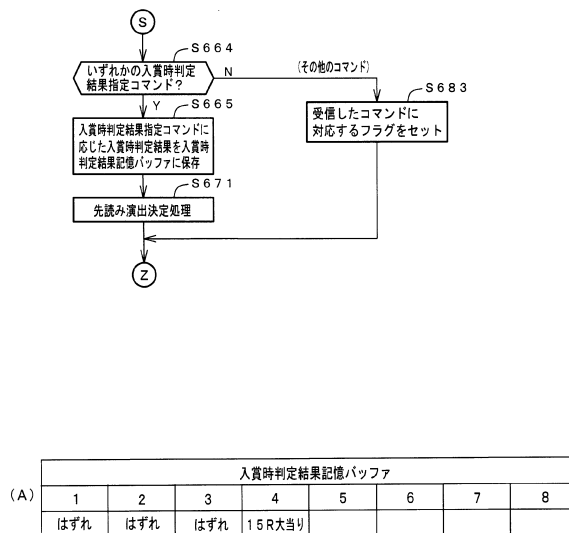 S
S664
いずれかの入賞時判定
結果指定コマンド?
N
(その他のコマンド)
S683
受信したコマンドに
対応するフラグをセット
Y
S665
入賞時判定結果指定コマンドに
応じた入賞時判定結果を入賞時
判定結果記憶バッファに保存
S671
先読み演出決定処理
Z
入賞時判定結果記憶バッファ
(A) 1 2 3 4 5 6 7 8
はずれ はずれ はずれ 15R大当り